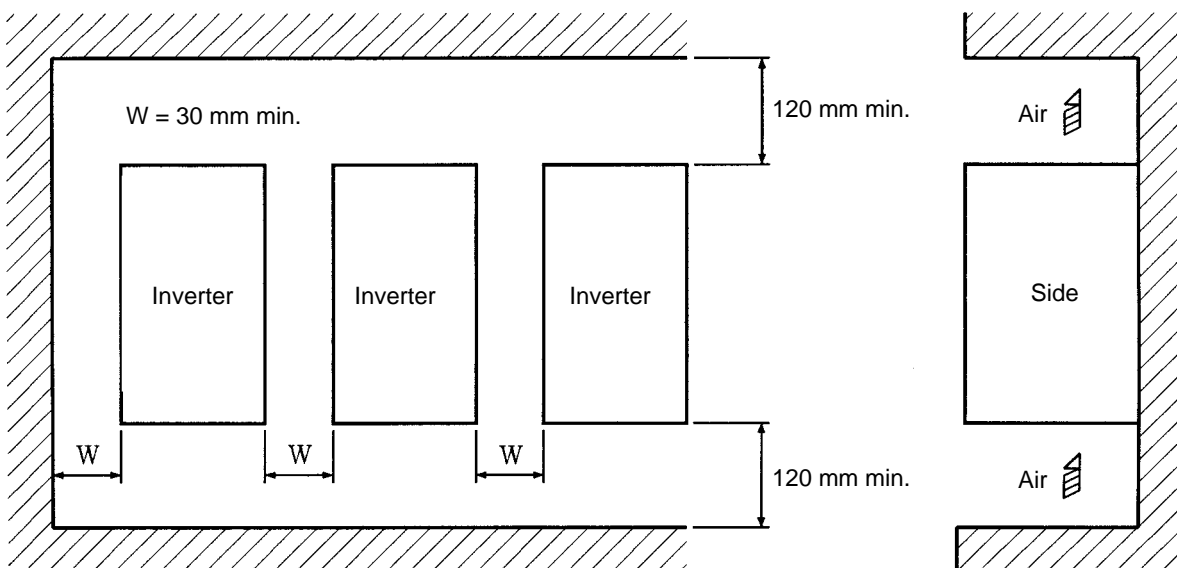 W = 30 mm min.
120 mm min.
Air
Inverter
Inverter
Inverter
Side
W
W
W
120 mm min.
Air